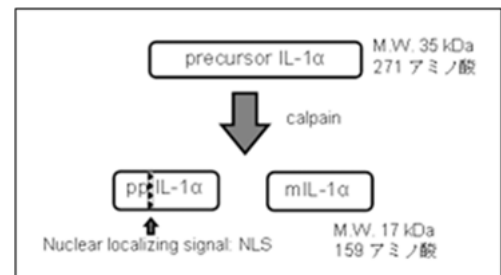 precursor IL-1α
M.W. 35 kDa
271 アミノ酸
calpain
ppIL-1α
mIL-1α
Nuclear localizing signal: NLS
M.W. 17 kDa
159 アミノ酸